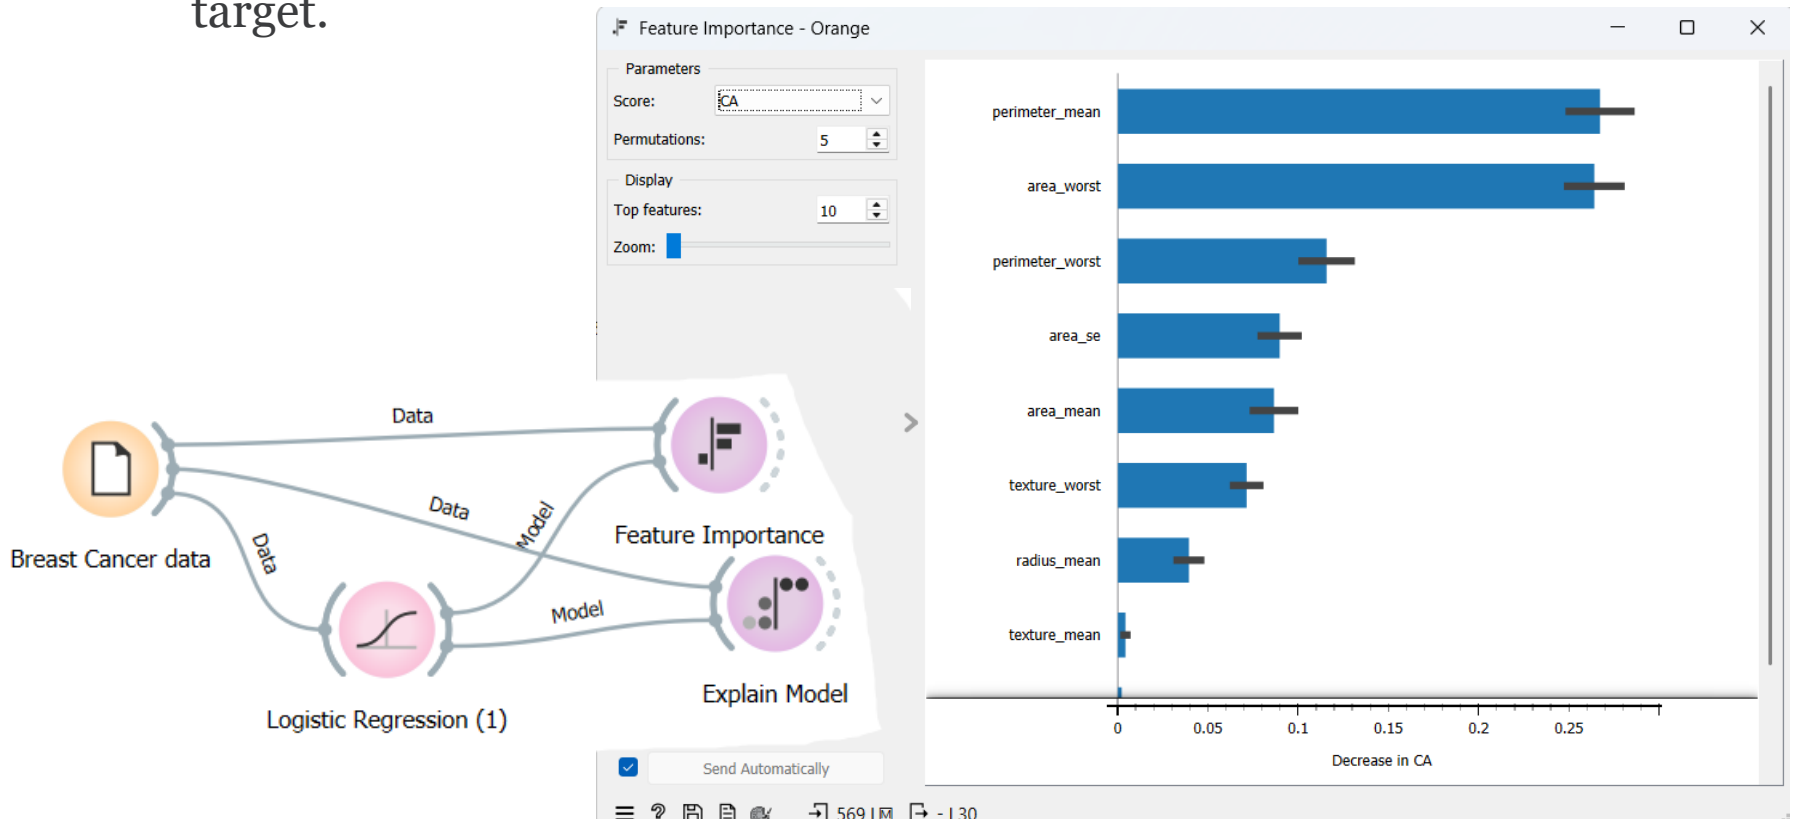 target.
Feature Importance - Orange
Parameters
Score: CA
Permutations: 5
Display
Top features: 10
Zoom:
perimeter_mean
area_worst
perimeter_worst
area_se
area_mean
texture_worst
radius_mean
texture_mean
0 0.05 0.1 0.15 0.2 0.25
Decrease in CA
Data
Data
Data
Model
Model
Breast Cancer data
Feature Importance
Logistic Regression (1)
Explain Model
Send Automatically
? 569 | M - | 30